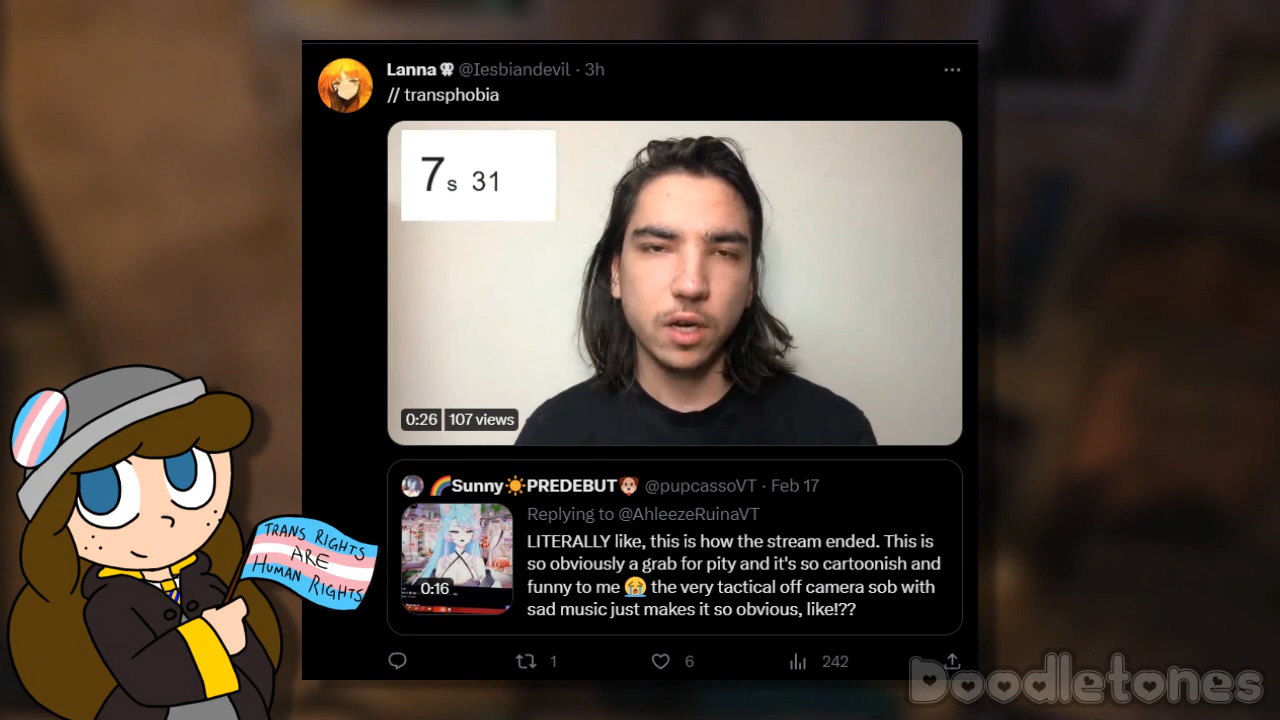 Lanna @Iesbiandevil · 3h
// transphobia
7 s 31
0:26 107 views
🌈Sunny☀️PREDEBUT🐶 @pupcassoVT · Feb 17
Replying to @AhleezeRuinaVT
LITERALLY like, this is how the stream ended. This is
so obviously a grab for pity and it's so cartoonish and
funny to me 😭 the very tactical off camera sob with
sad music just makes it so obvious, like!??
0:16
1 6 242
TRANS RIGHTS
ARE
HUMAN RIGHTS
Doodletones